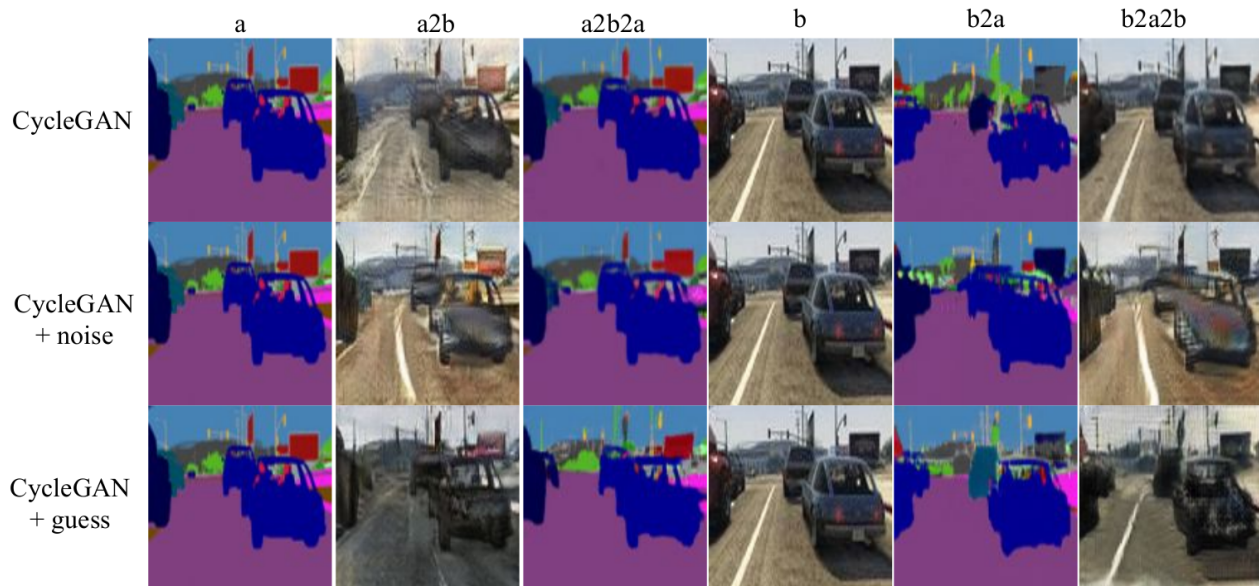 a a2b a2b2a b b2a b2a2b
CycleGAN
CycleGAN
+ noise
CycleGAN
+ guess